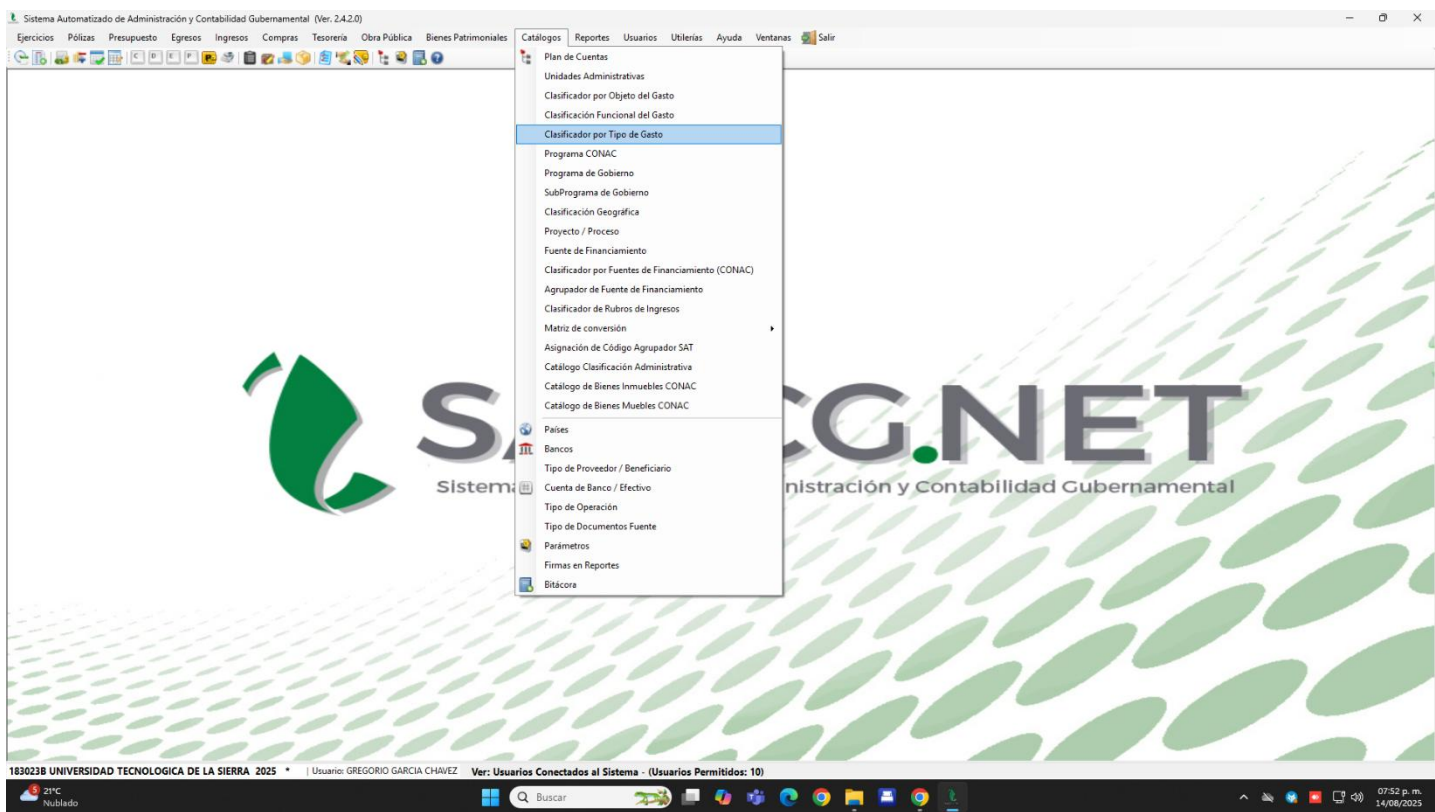 Sistema Automatizado de Administración y Contabilidad Gubernamental (Ver. 2.4.2.0)
Ejercicios Pólizas Presupuesto Egresos Ingresos Compras Tesorería Obra Pública Bienes Patrimoniales Catálogos Reportes Usuarios Utilerías Ayuda Ventanas Salir
C D E P P
Plan de Cuentas
Unidades Administrativas
Clasificador por Objeto del Gasto
Clasificación Funcional del Gasto
Clasificador por Tipo de Gasto
Programa CONAC
Programa de Gobierno
SubPrograma de Gobierno
Clasificación Geográfica
Proyecto / Proceso
Fuente de Financiamiento
Clasificador por Fuentes de Financiamiento (CONAC)
Agrupador de Fuente de Financiamiento
Clasificador de Rubros de Ingresos
Matriz de conversión
Asignación de Código Agrupador SAT
Catálogo Clasificación Administrativa
Catálogo de Bienes Inmuebles CONAC
Catálogo de Bienes Muebles CONAC
Países
Bancos
Tipo de Proveedor / Beneficiario
Cuenta de Banco / Efectivo
Tipo de Operación
Tipo de Documentos Fuente
Parámetros
Firmas en Reportes
Bitácora
S CG.NET
Sistema nistración y Contabilidad Gubernamental
183023B UNIVERSIDAD TECNOLOGICA DE LA SIERRA 2025 * | Usuario: GREGORIO GARCIA CHAVEZ Ver: Usuarios Conectados al Sistema - (Usuarios Permitidos: 10)
5 21°C
Nublado
Buscar
07:52 p. m.
14/08/2025